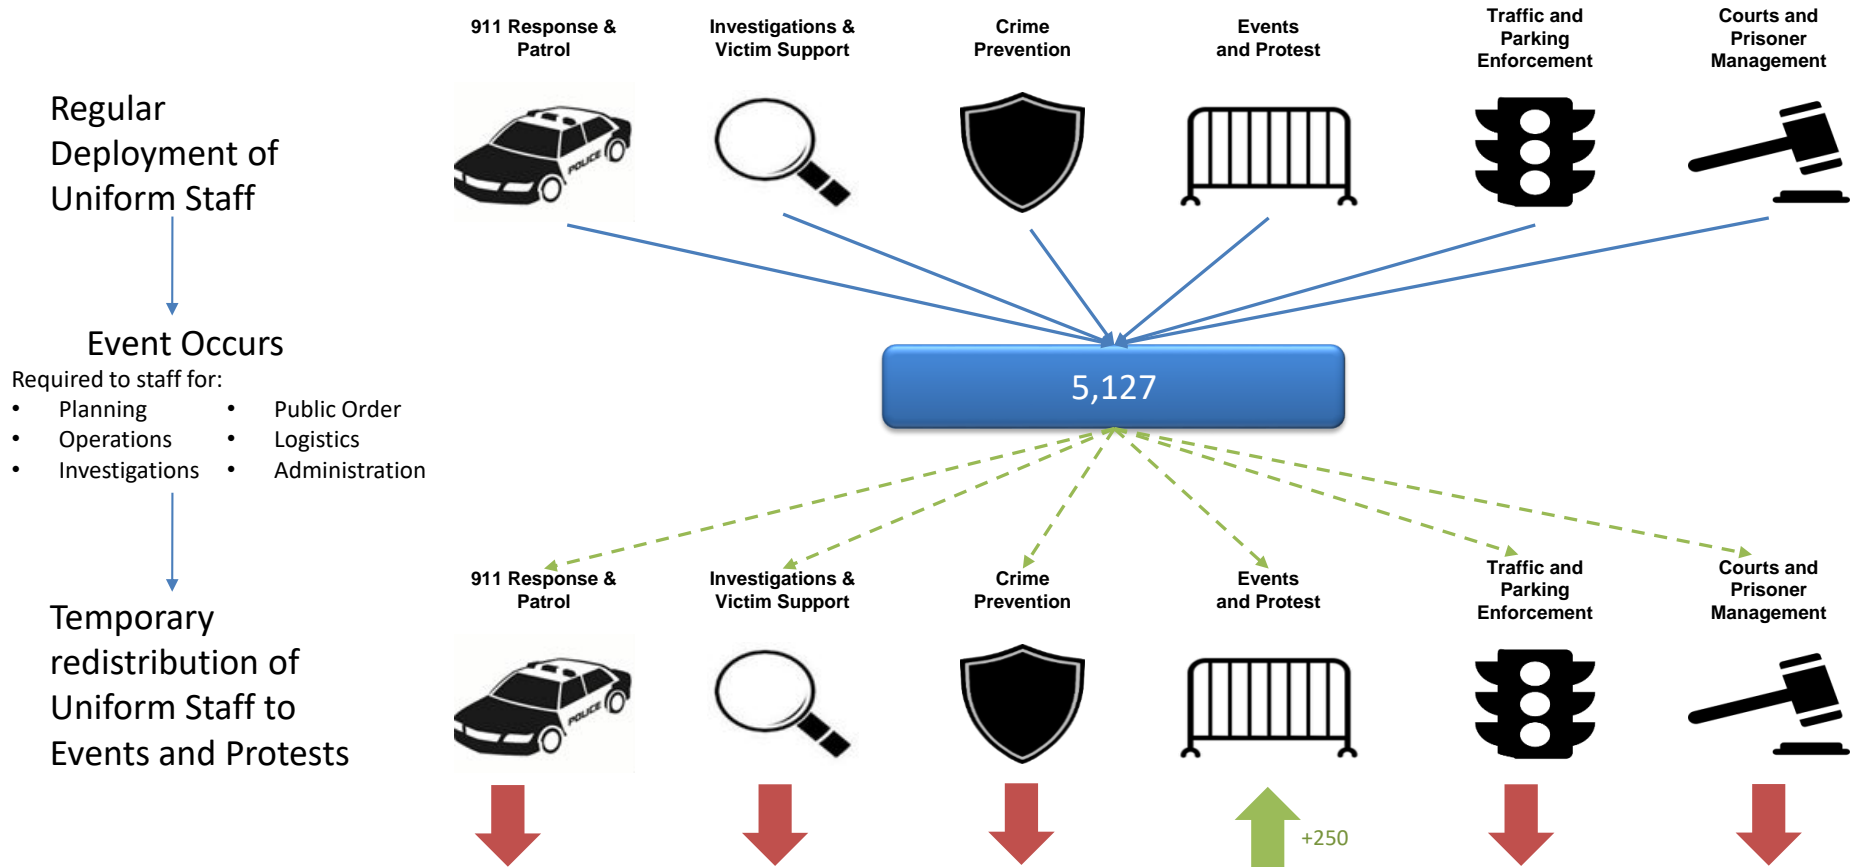 911 Response &
Patrol
Investigations &
Victim Support
Crime
Prevention
Events
and Protest
Traffic and
Parking
Enforcement
Courts and
Prisoner
Management
Regular
Deployment of
Uniform Staff
POLICE
Event Occurs
Required to staff for:
• Planning
• Operations
• Investigations
• Public Order
• Logistics
• Administration
5,127
911 Response &
Patrol
Investigations &
Victim Support
Crime
Prevention
Events
and Protest
Traffic and
Parking
Enforcement
Courts and
Prisoner
Management
Temporary
redistribution of
Uniform Staff to
Events and Protests
POLICE
+250